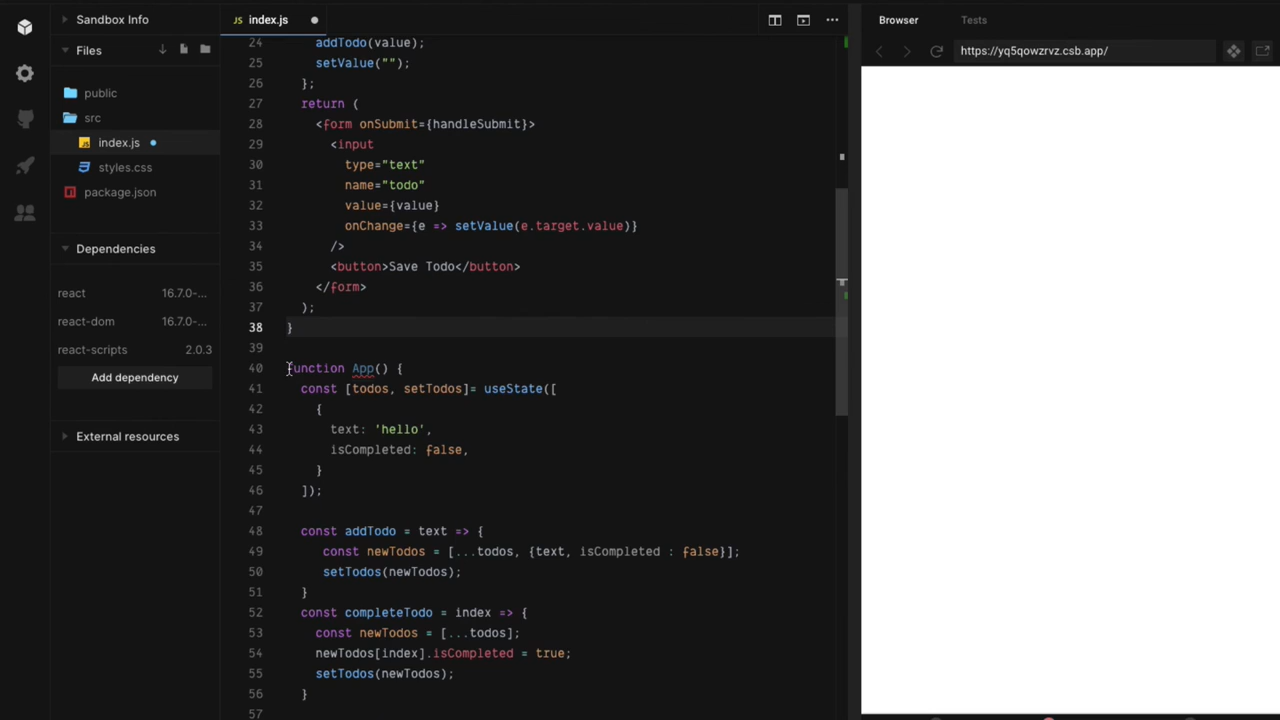 Sandbox Info
Files
public
src
index.js
styles.css
package.json
Dependencies
react 16.7.0-...
react-dom 16.7.0-...
react-scripts 2.0.3
Add dependency
External resources
JS index.js
24 addTodo(value);
25 setValue("");
26 };
27 return (
28 <form onSubmit={handleSubmit}>
29 <input
30 type="text"
31 name="todo"
32 value={value}
33 onChange={e => setValue(e.target.value)}
34 />
35 <button>Save Todo</button>
36 </form>
37 );
38 }
39
40 function App() {
41 const [todos, setTodos]= useState([
42 {
43 text: 'hello',
44 isCompleted: false,
45 }
46 ]);
47
48 const addTodo = text => {
49 const newTodos = [...todos, {text, isCompleted : false}];
50 setTodos(newTodos);
51 }
52 const completeTodo = index => {
53 const newTodos = [...todos];
54 newTodos[index].isCompleted = true;
55 setTodos(newTodos);
56 }
57
Browser Tests
https://yq5qowzrvz.csb.app/